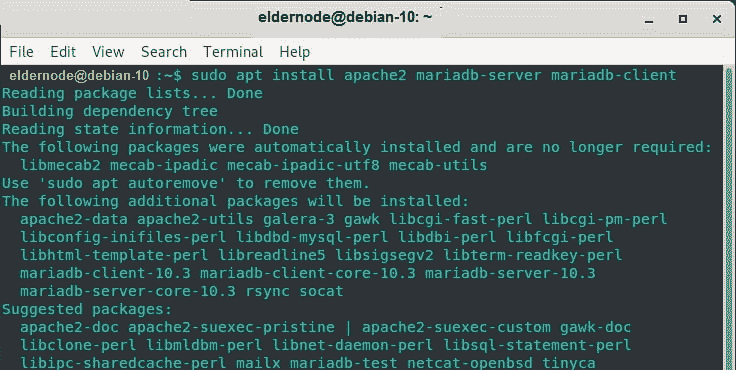 eldernode@debian-10: ~
File Edit View Search Terminal Help
eldernode@debian-10 :~$ sudo apt install apache2 mariadb-server mariadb-client
Reading package lists... Done
Building dependency tree
Reading state information... Done
The following packages were automatically installed and are no longer required:
  libmecab2 mecab-ipadic mecab-ipadic-utf8 mecab-utils
Use 'sudo apt autoremove' to remove them.
The following additional packages will be installed:
  apache2-data apache2-utils galera-3 gawk libcgi-fast-perl libcgi-pm-perl
  libconfig-inifiles-perl libdbd-mysql-perl libdbi-perl libfcgi-perl
  libhtml-template-perl libreadline5 libsigsegv2 libterm-readkey-perl
  mariadb-client-10.3 mariadb-client-core-10.3 mariadb-server-10.3
  mariadb-server-core-10.3 rsync socat
Suggested packages:
  apache2-doc apache2-suexec-pristine | apache2-suexec-custom gawk-doc
  libclone-perl libmldbm-perl libnet-daemon-perl libsql-statement-perl
  libipc-sharedcache-perl mailx mariadb-test netcat-openbsd tinyca